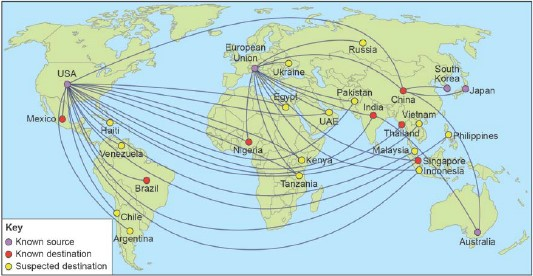 European
Union
Russia
USA
Ukraine
South
Korea
Japan
Mexico
Haiti
Egypt
Pakistan
India
China
UAE
Vietnam
Thailand
Philippines
Venezuela
Nigeria
Kenya
Malaysia
Singapore
Indonesia
Tanzania
Brazil
Chile
Argentina
Australia
Key
Known source
Known destination
Suspected destination